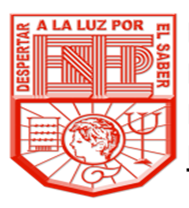 DESPERTAR A LA LUZ POR EL SABER
ENP